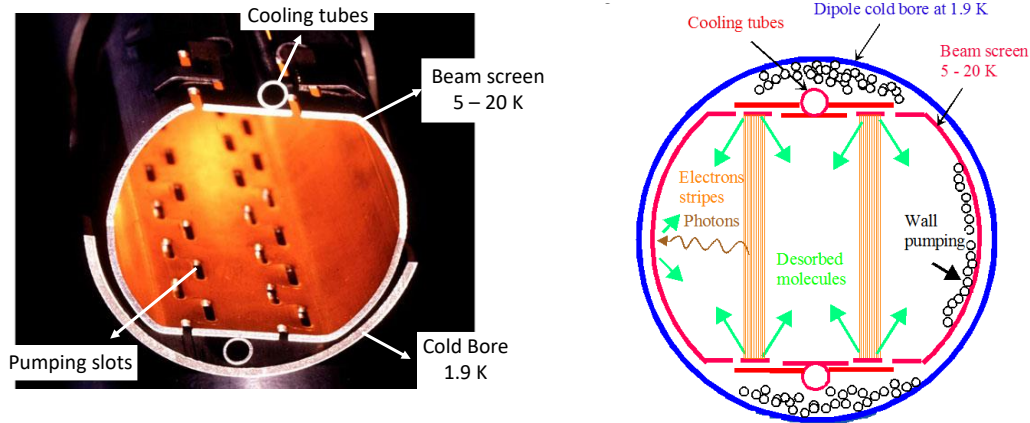 Cooling tubes
Beam screen
5 – 20 K
Pumping slots
Cold Bore
1.9 K
Dipole cold bore at 1.9 K
Cooling tubes
Beam screen
5 - 20 K
Electrons
stripes
Photons
Wall
pumping
Desorbed
molecules